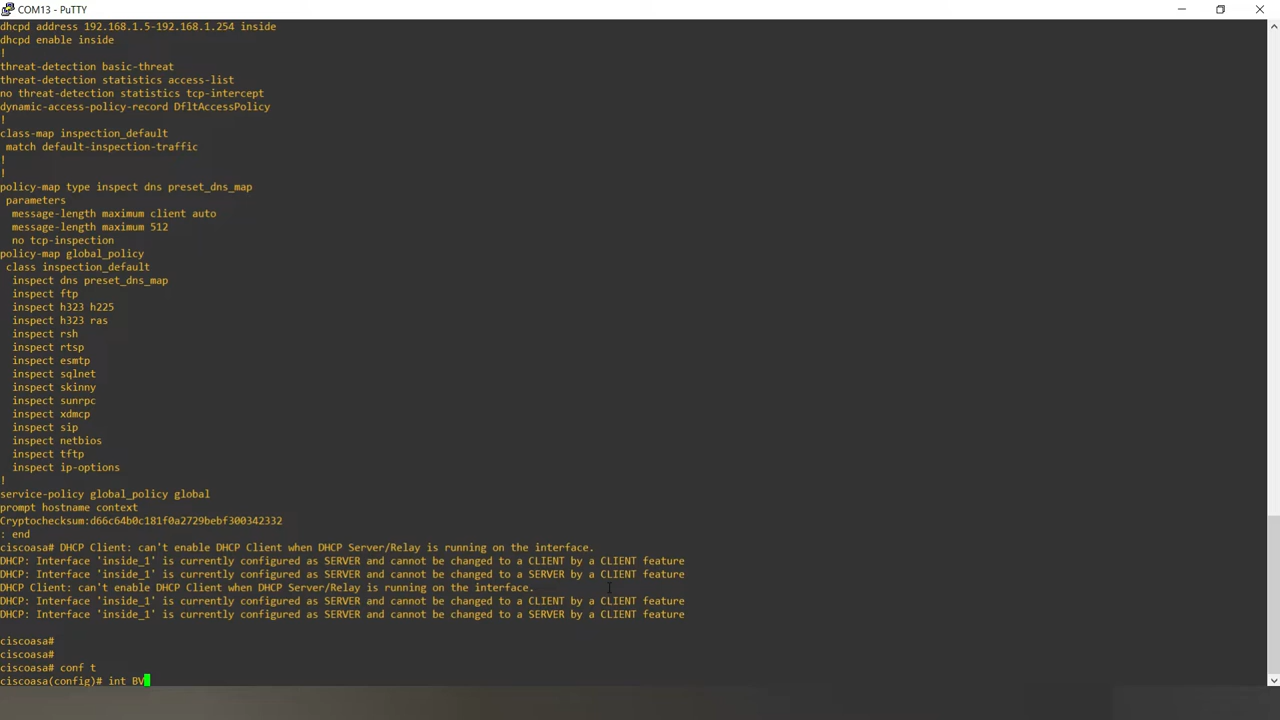 COM13 - PuTTY
dhcpd address 192.168.1.5-192.168.1.254 inside
dhcpd enable inside
!
threat-detection basic-threat
threat-detection statistics access-list
no threat-detection statistics tcp-intercept
dynamic-access-policy-record DfltAccessPolicy
!
class-map inspection_default
 match default-inspection-traffic
!
!
policy-map type inspect dns preset_dns_map
 parameters
  message-length maximum client auto
  message-length maximum 512
  no tcp-inspection
policy-map global_policy
 class inspection_default
  inspect dns preset_dns_map
  inspect ftp
  inspect h323 h225
  inspect h323 ras
  inspect rsh
  inspect rtsp
  inspect esmtp
  inspect sqlnet
  inspect skinny
  inspect sunrpc
  inspect xdmcp
  inspect sip
  inspect netbios
  inspect tftp
  inspect ip-options
!
service-policy global_policy global
prompt hostname context
Cryptochecksum:d66c64b0c181f0a2729bebf300342332
: end
ciscoasa# DHCP Client: can't enable DHCP Client when DHCP Server/Relay is running on the interface.
DHCP: Interface 'inside_1' is currently configured as SERVER and cannot be changed to a CLIENT by a CLIENT feature
DHCP: Interface 'inside_1' is currently configured as SERVER and cannot be changed to a SERVER by a CLIENT feature
DHCP Client: can't enable DHCP Client when DHCP Server/Relay is running on the interface.
DHCP: Interface 'inside_1' is currently configured as SERVER and cannot be changed to a CLIENT by a CLIENT feature
DHCP: Interface 'inside_1' is currently configured as SERVER and cannot be changed to a SERVER by a CLIENT feature
ciscoasa#
ciscoasa#
ciscoasa# conf t
ciscoasa(config)# int BV